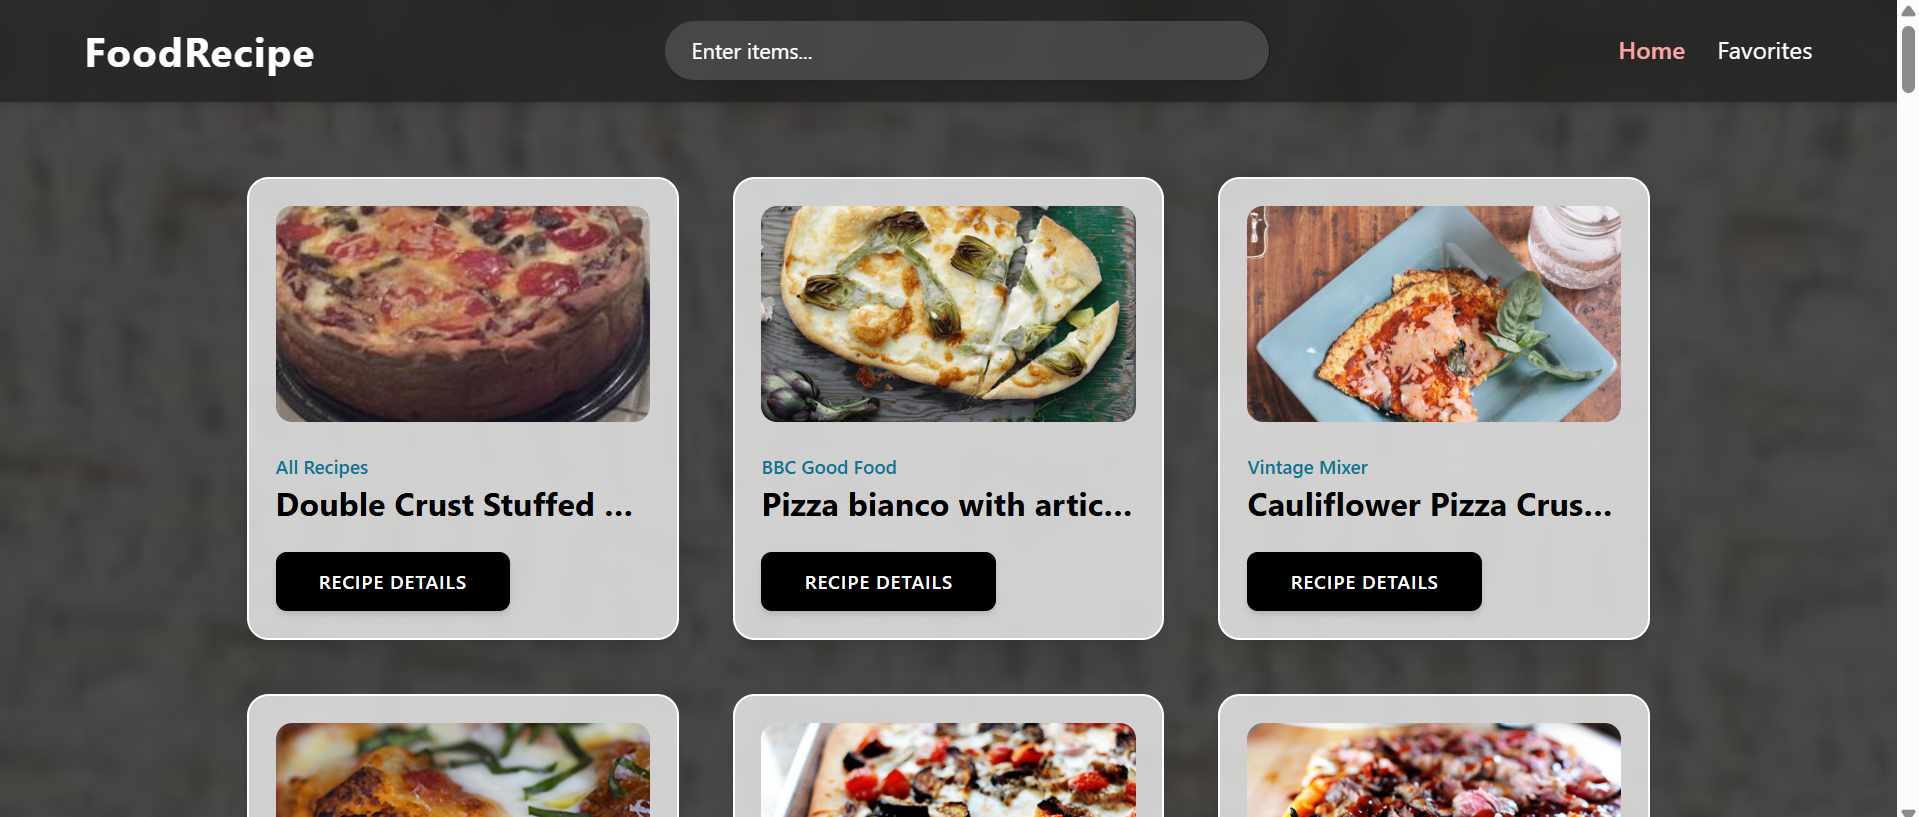 FoodRecipe
Enter items...
Home
Favorites
All Recipes
Double Crust Stuffed ...
RECIPE DETAILS
BBC Good Food
Pizza bianco with artic...
RECIPE DETAILS
Vintage Mixer
Cauliflower Pizza Crus...
RECIPE DETAILS